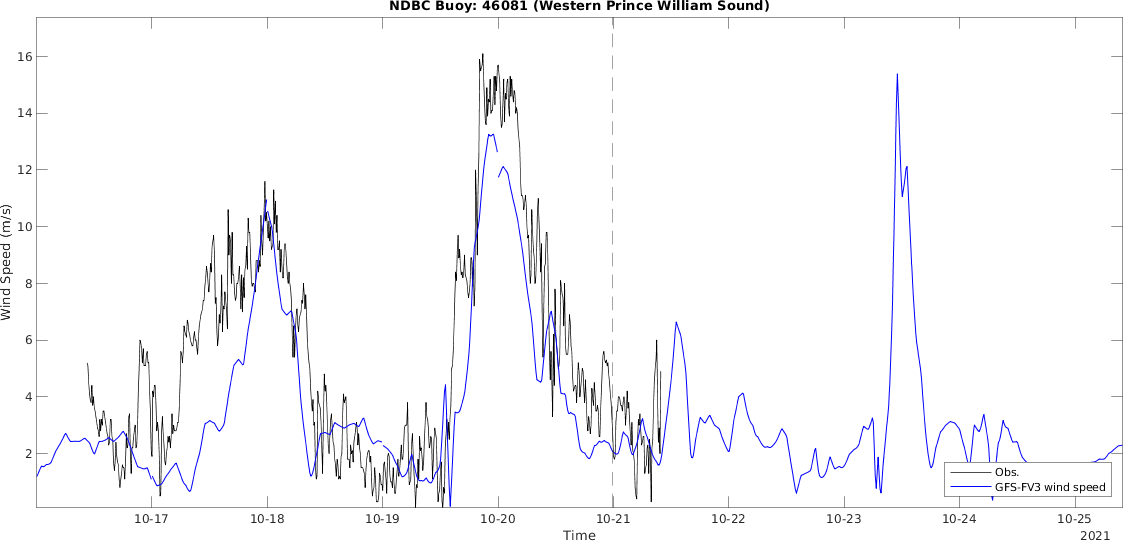 NDBC Buoy: 46081 (Western Prince William Sound)
Wind Speed (m/s)
16
14
12
10
8
6
4
2
Obs.
GFS-FV3 wind speed
10-17 10-18 10-19 10-20 10-21 10-22 10-23 10-24 10-25
Time
2021